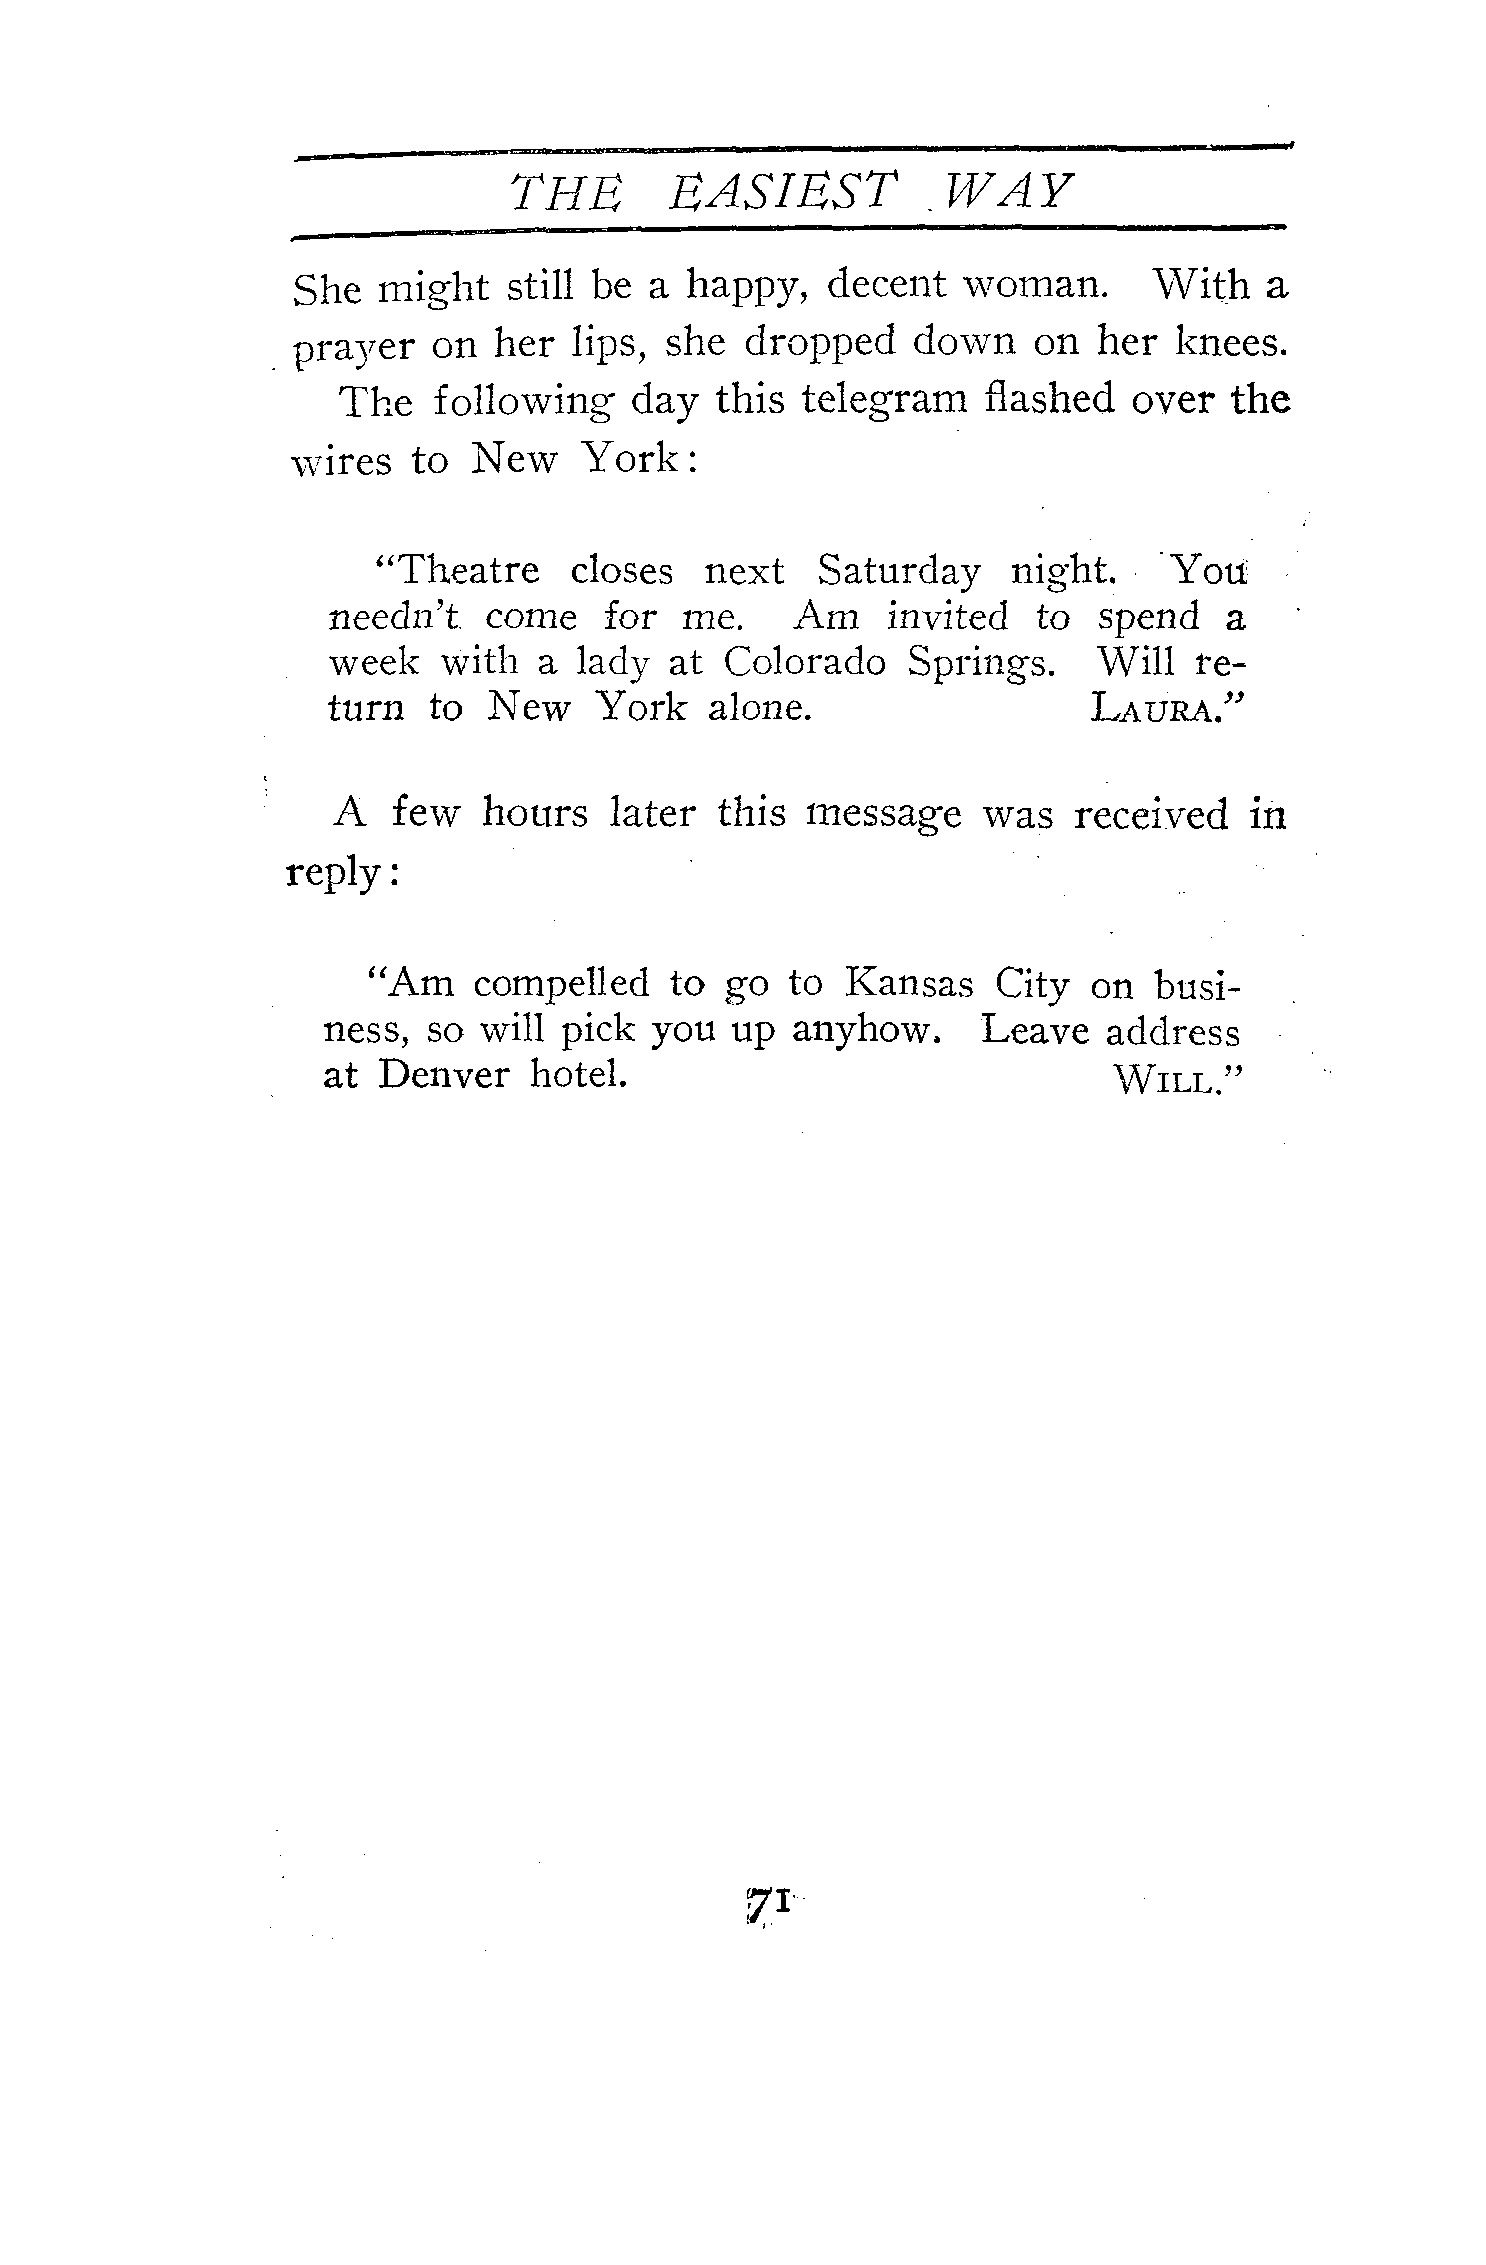 THE EASIEST WAY
She might still be a happy, decent woman. With a
prayer on her lips, she dropped down on her knees.
The following day this telegram flashed over the
wires to New York:
"Theatre closes next Saturday night. You
needn't come for me. Am invited to spend a
week with a lady at Colorado Springs. Will re-
turn to New York alone. LAURA."
A few hours later this message was received in
reply:
"Am compelled to go to Kansas City on busi-
ness, so will pick you up anyhow. Leave address
at Denver hotel. WILL."
71